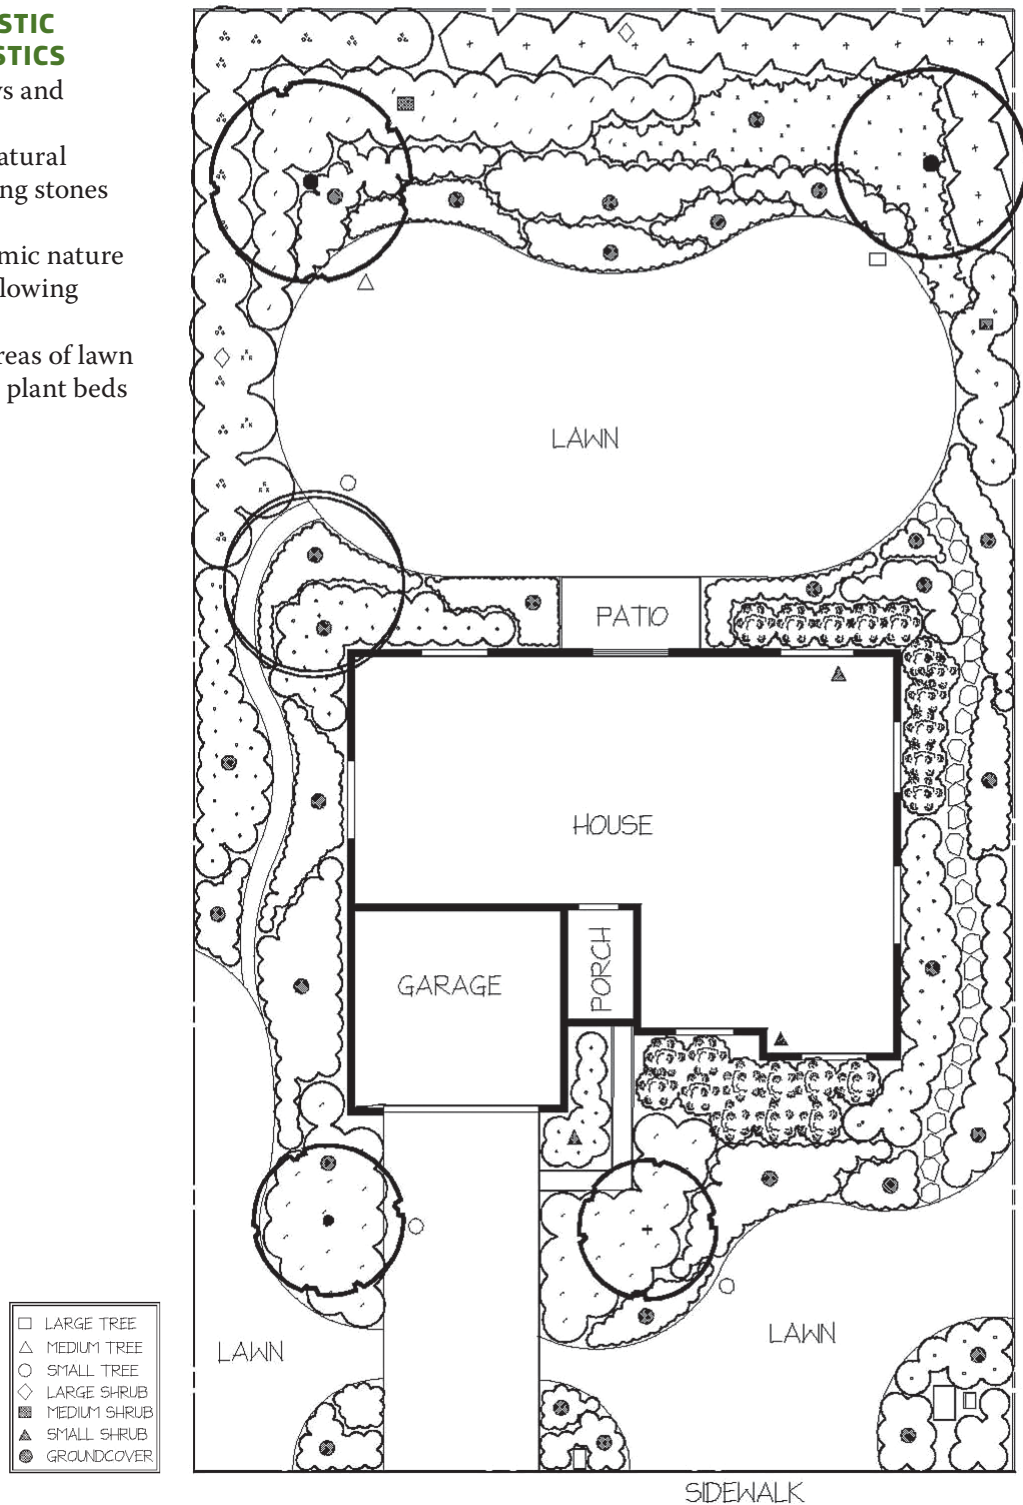 STIC
STICS
s and
atural
ng stones
mic nature
lowing
reas of lawn
plant beds
LAWN
PATIO
HOUSE
GARAGE
PORCH
LAWN
LAWN
LARGE TREE
MEDIUM TREE
SMALL TREE
LARGE SHRUB
MEDIUM SHRUB
SMALL SHRUB
GROUNDCOVER
SIDEWALK